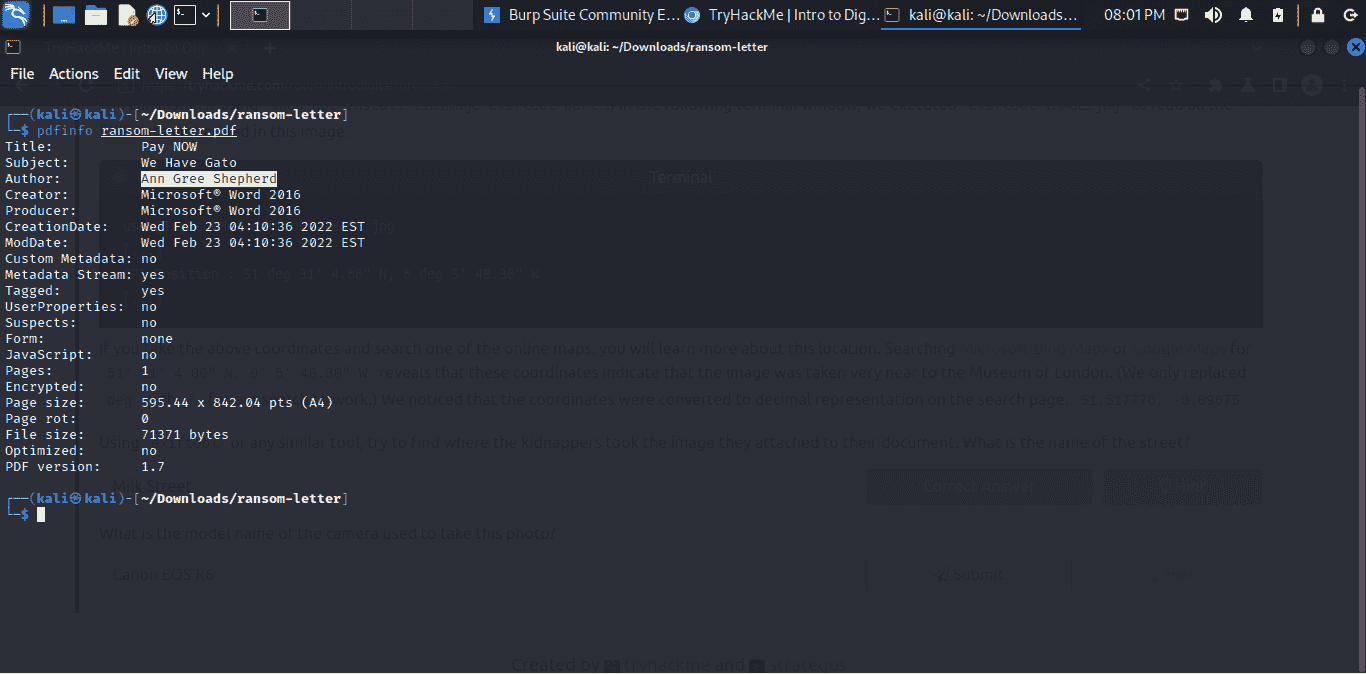 Burp Suite Community E... TryHackMe | Intro to Dig... kali@kali: ~/Downloads... 08:01 PM
kali@kali: ~/Downloads/ransom-letter
File Actions Edit View Help
┌──(kali㉿kali)-[~/Downloads/ransom-letter]
└─$ pdfinfo ransom-letter.pdf
in this image.
Title: Pay NOW
Subject: We Have Gato
Author: Ann Gree Shepherd
Terminal
Creator: Microsoft® Word 2016
Producer: Microsoft® Word 2016
CreationDate: Wed Feb 23 04:10:36 2022 EST
ModDate: Wed Feb 23 04:10:36 2022 EST
Custom Metadata: no
Metadata Stream: yes
Tagged: yes
UserProperties: no
Suspects: no
Form: none
the above coordinates and search one of the online maps, you will learn more about this location. Searching Microsoft Bing Maps or Google Maps for
JavaScript: no
Pages: 1
reveals that these coordinates indicate that the image was taken very near to the Museum of London. (We only replaced
Encrypted: no
Page size: 595.44 x 842.04 pts (A4)
work.) We noticed that the coordinates were converted to decimal representation on the search page.
Page rot: 0
File size: 71371 bytes
or any similar tool, try to find where the kidnappers took the image they attached to their document. What is the name of the street?
Optimized: no
PDF version: 1.7
Milk Street
Correct Answer
┌──(kali㉿kali)-[~/Downloads/ransom-letter]
└─$
What is the model name of the camera used to take this photo?
Canon EOS R6
Submit
Created by tryhackme and strategos